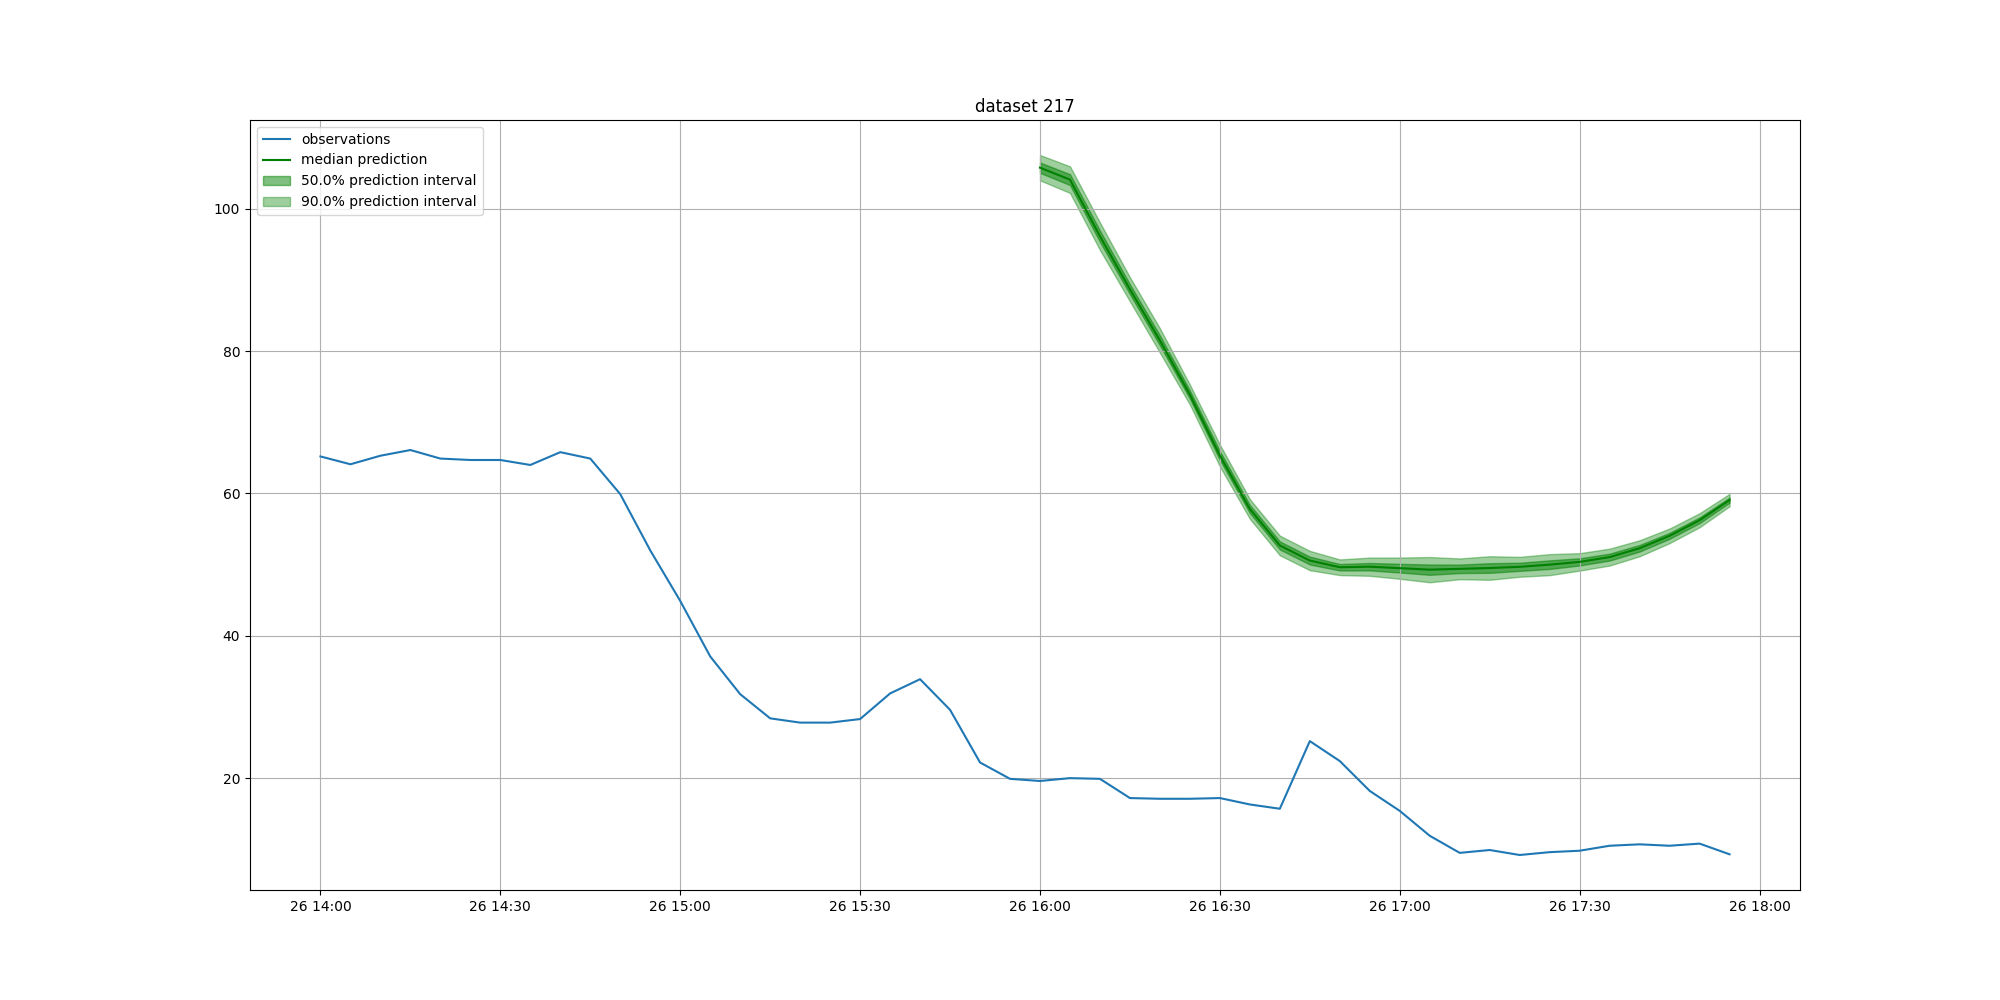 dataset 217
observations
median prediction
50.0% prediction interval
90.0% prediction interval
100
80
60
40
20
26 14:00 26 14:30 26 15:00 26 15:30 26 16:00 26 16:30 26 17:00 26 17:30 26 18:00